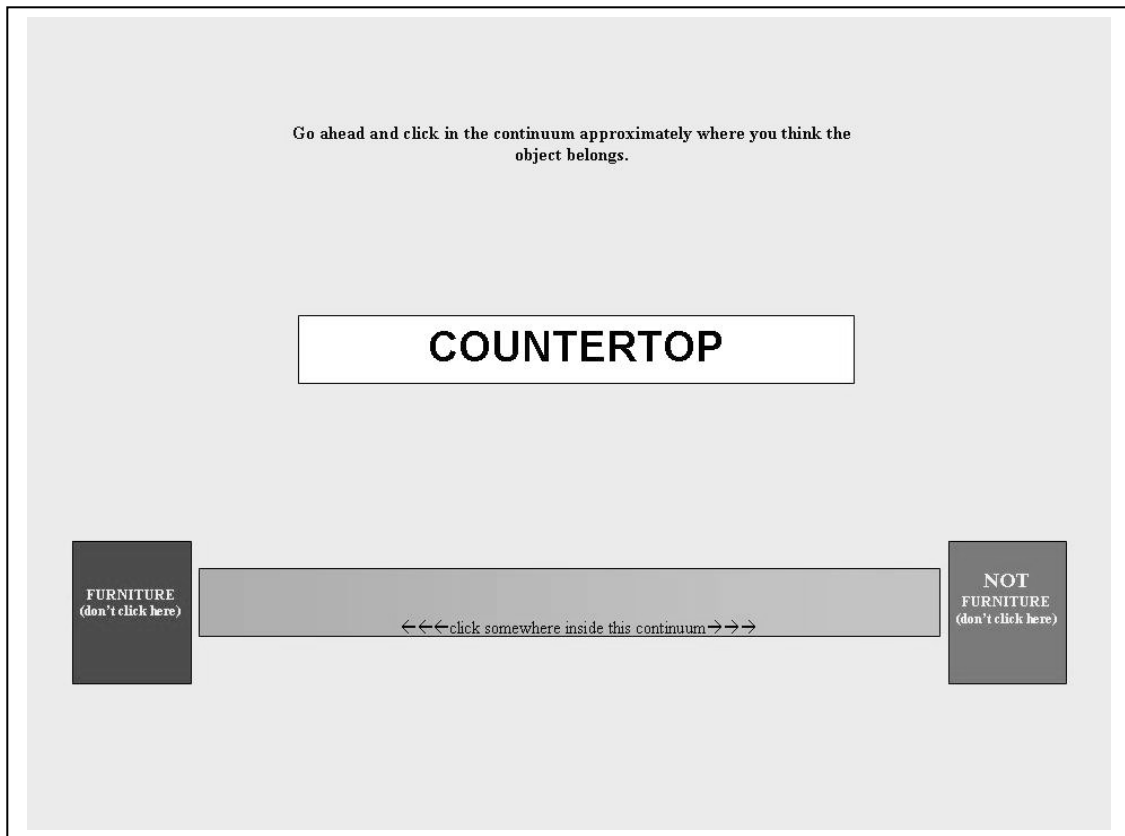 Go ahead and click in the continuum approximately where you think the
object belongs.
COUNTERTOP
FURNITURE
(don't click here)
←←←click somewhere inside this continuum→→→
NOT
FURNITURE
(don't click here)